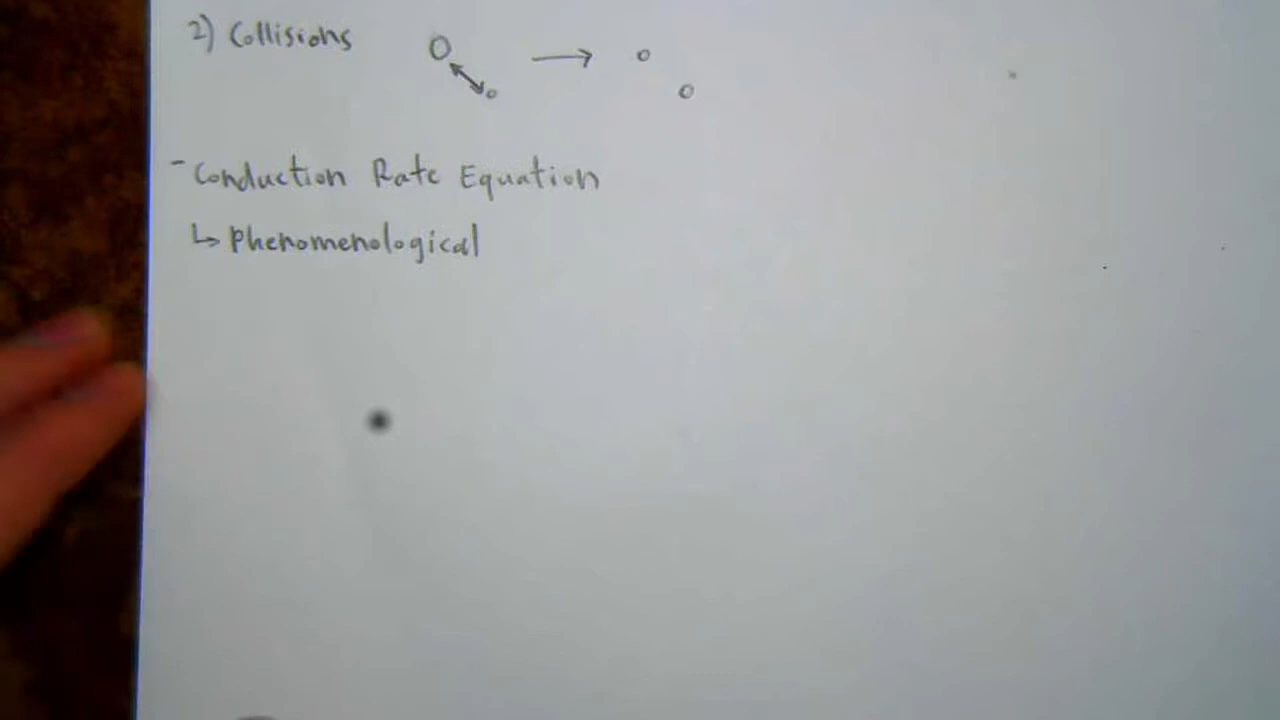 2) Collisions
- Conduction Rate Equation
↳ Phenomenological